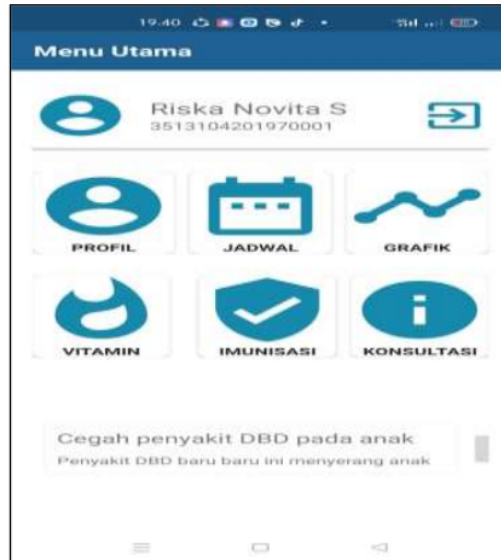 19.40
Menu Utama
Riska Novita S
3513104201970001
PROFIL JADWAL GRAFIK
VITAMIN IMUNISASI KONSULTASI
Cegah penyakit DBD pada anak
Penyakit DBD baru baru ini menyerang anak